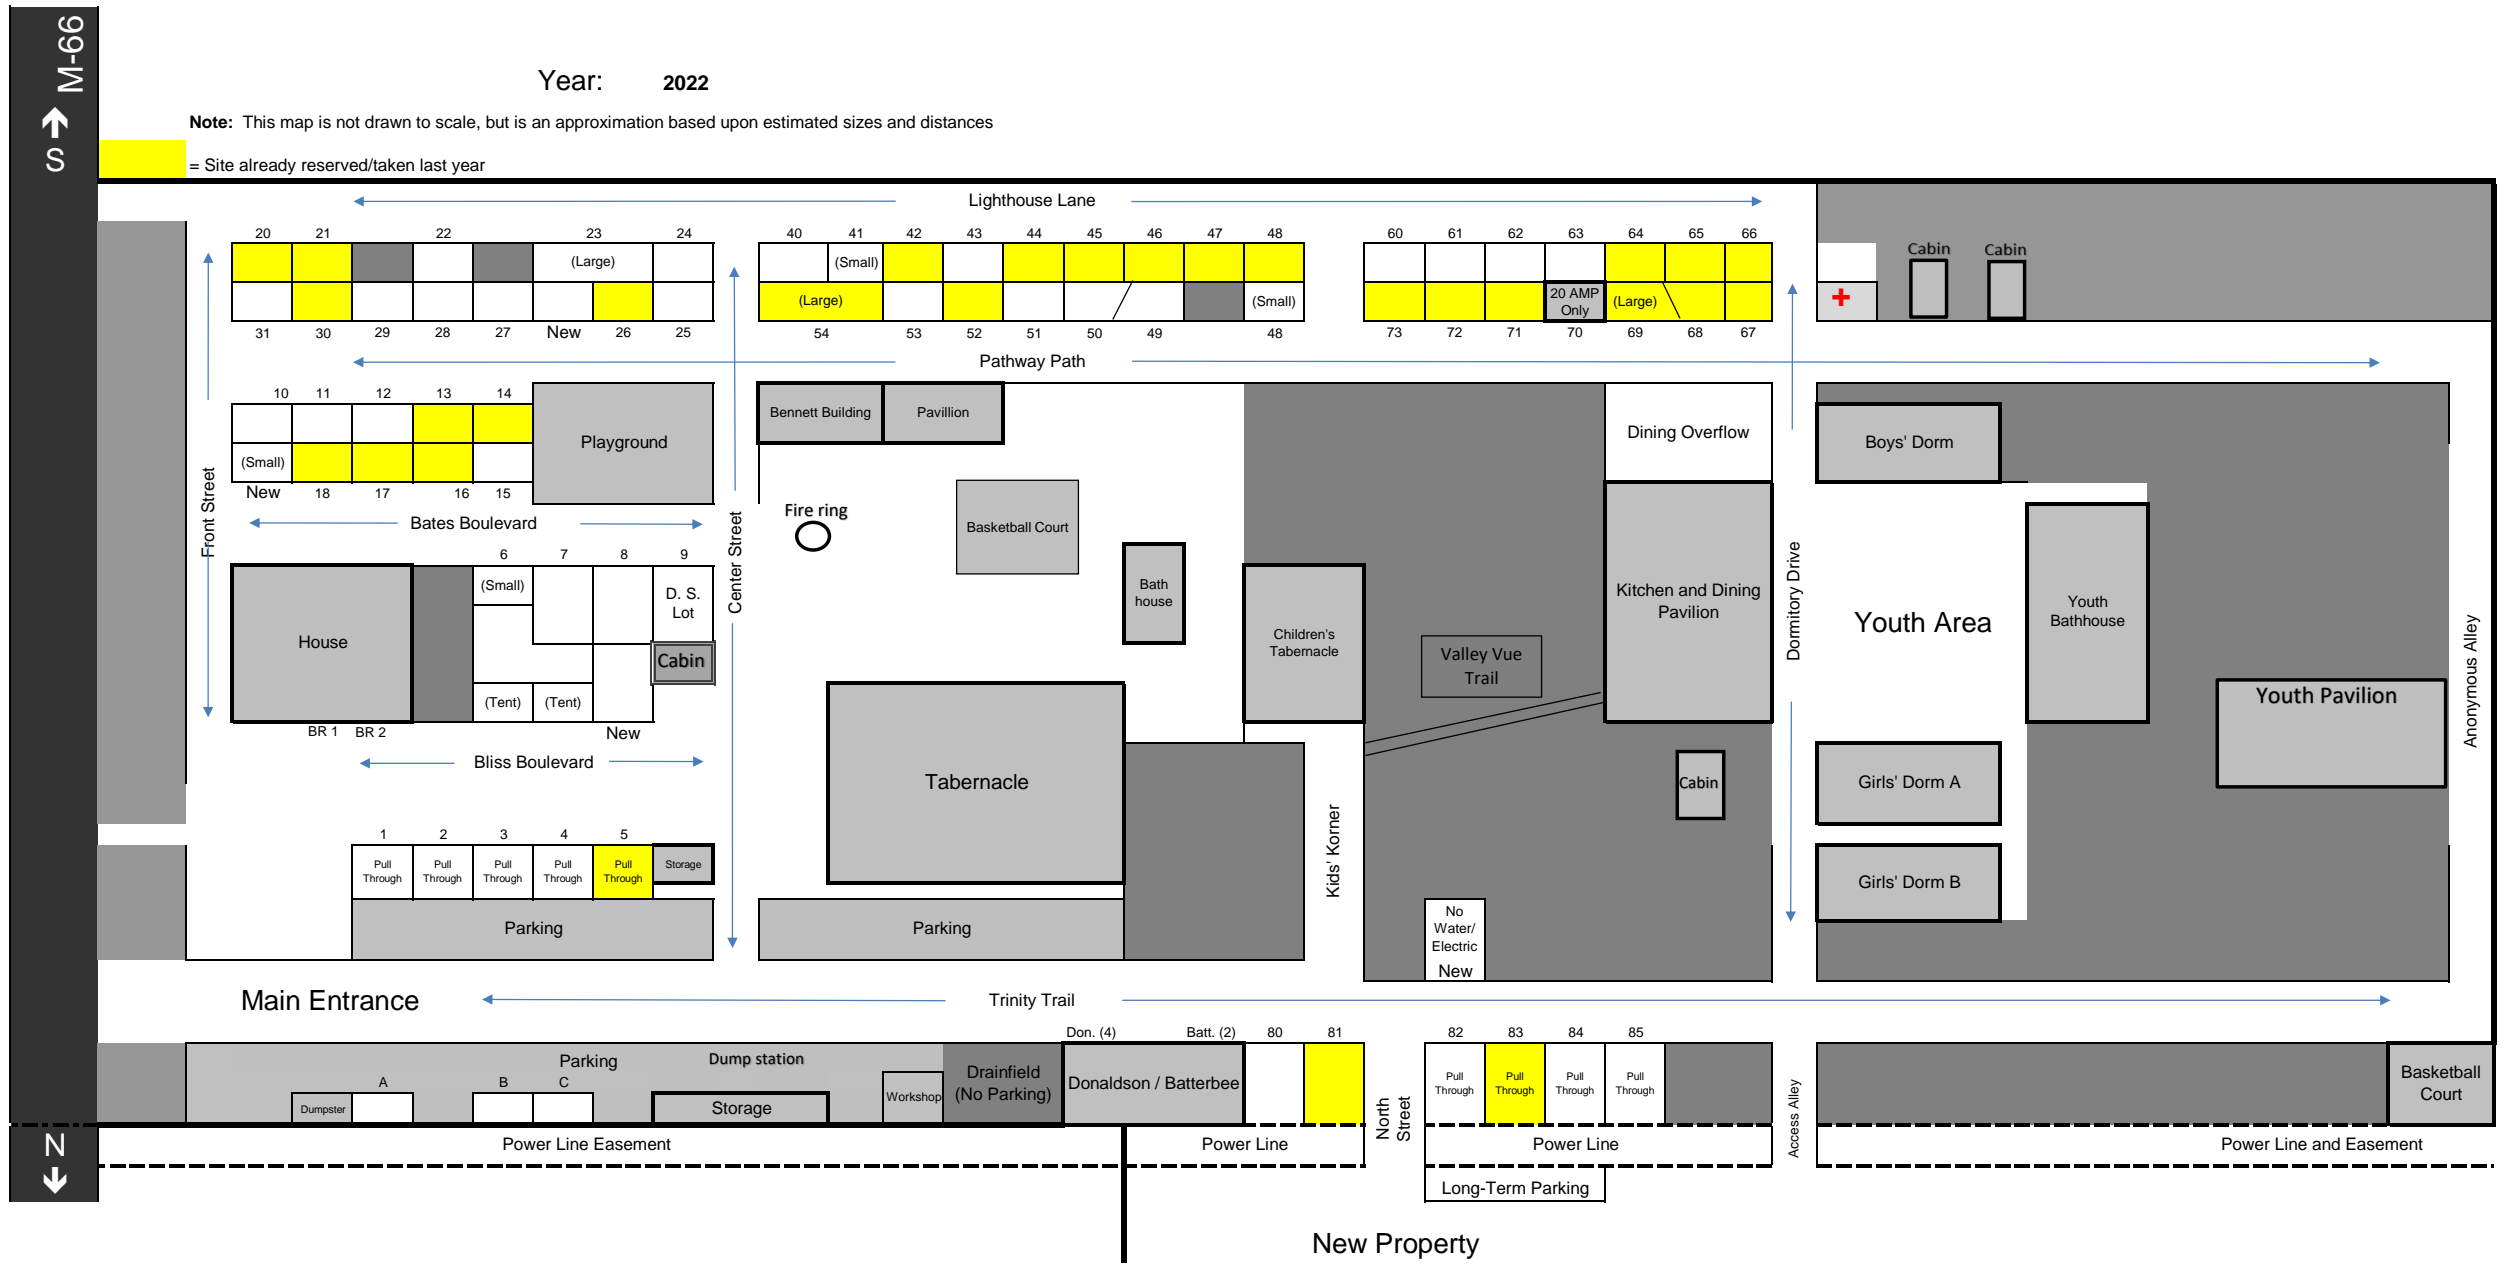 M-66
S
Year: 2022
Note: This map is not drawn to scale, but is an approximation based upon estimated sizes and distances
= Site already reserved/taken last year
Lighthouse Lane
20 21 22 23 24 40 41 42 43 44 45 46 47 48 60 61 62 63 64 65 66
(Large) (Small)
Cabin Cabin
(Large) (Small) 20 AMP Only (Large) +
31 30 29 28 27 New 26 25 54 53 52 51 50 49 48 73 72 71 70 69 68 67
Pathway Path
10 11 12 13 14
(Small)
New 18 17 16 15
Playground
Bennett Building
Pavillion
Dining Overflow
Boys' Dorm
Front Street
Bates Boulevard
Center Street
Fire ring
Basketball Court
Bath
house
Children's
Tabernacle
Kitchen and Dining
Pavilion
Dormitory Drive
Youth Area
Youth
Bathhouse
Anonymous Alley
6 7 8 9
(Small)
D. S.
Lot
Cabin
House
(Tent) (Tent)
BR 1 BR 2
New
Valley Vue
Trail
Youth Pavilion
Bliss Boulevard
Tabernacle
Cabin
Girls' Dorm A
Kids' Korner
1 2 3 4 5
Pull Pull Pull Pull Pull
Through Through Through Through Through
Storage
Girls' Dorm B
Parking
Parking
No
Water/
Electric
New
Main Entrance
Trinity Trail
Don. (4) Batt. (2) 80 81 82 83 84 85
Parking
Dump station
A B C
Dumpster
Storage
Workshop
Drainfield
(No Parking)
Donaldson / Batterbee
Pull Pull Pull Pull
Through Through Through Through
North
Street
Access Alley
Basketball
Court
N
Power Line Easement
Power Line
Power Line
Power Line and Easement
Long-Term Parking
New Property